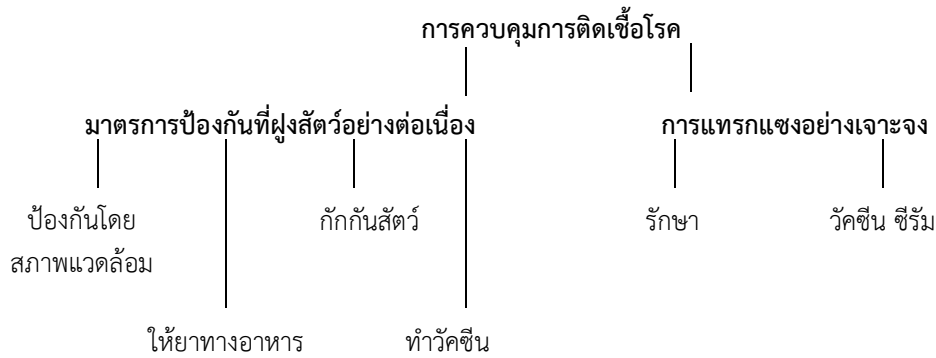 การควบคุมการติดเชื้อโรค
มาตรการป้องกันที่ฝูงสัตว์อย่างต่อเนื่อง
การแทรกแซงอย่างเจาะจง
ป้องกันโดย
สภาพแวดล้อม
กักกันสัตว์
รักษา
วัคซีน ซีรัม
ให้ยาทางอาหาร
ทำวัคซีน